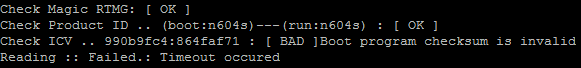 Check Magic RTMG: [ OK ]
Check Product ID .. (boot:n604s)---(run:n604s) : [ OK ]
Check ICV .. 990b9fc4:864faf71 : [ BAD ]Boot program checksum is invalid
Reading :: Failed.: Timeout occured